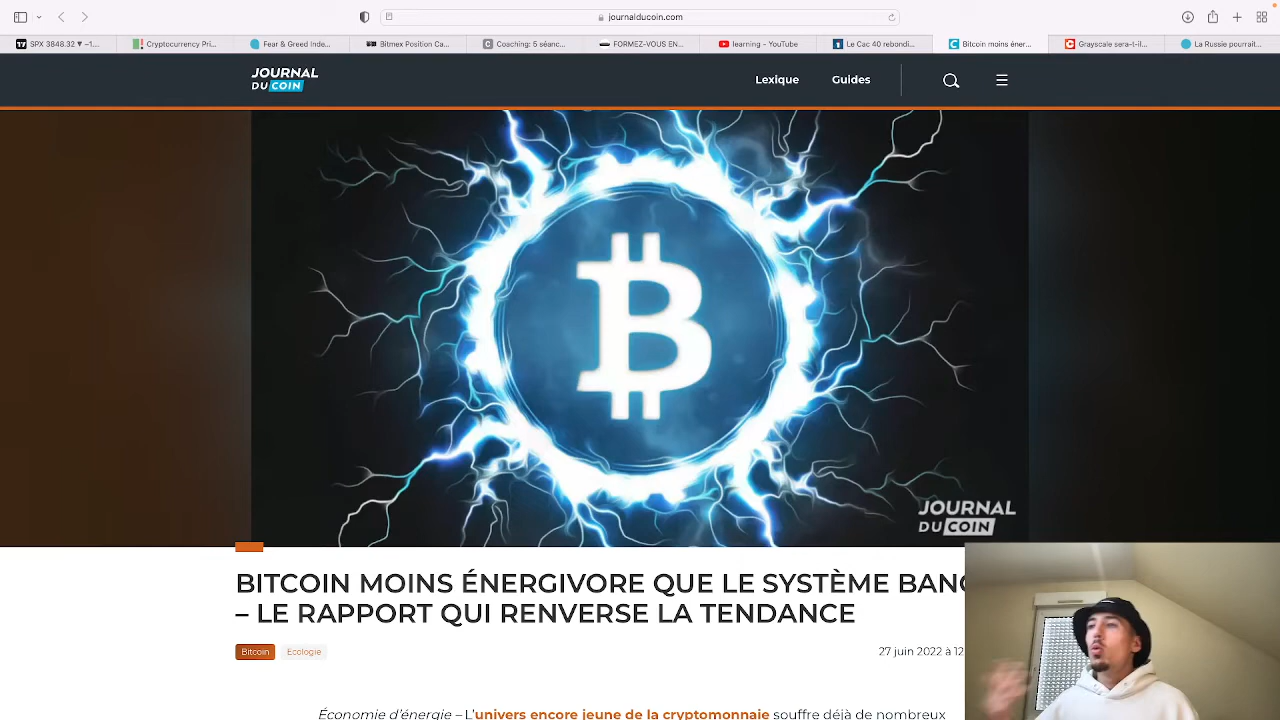 journalducoin.com
SPX 3848.32 ▼ −1....
Cryptocurrency Pri...
Fear & Greed Inde...
Bitmex Position Ca...
Coaching: 5 séanc...
FORMEZ-VOUS EN...
learning - YouTube
Le Cac 40 rebondi...
Bitcoin moins éner...
Grayscale sera-t-il...
La Russie pourrait...
JOURNAL
DU COIN
Lexique
Guides
JOURNAL
DU COIN
BITCOIN MOINS ÉNERGIVORE QUE LE SYSTÈME BANC
– LE RAPPORT QUI RENVERSE LA TENDANCE
Bitcoin
Ecologie
27 juin 2022 à 12
Économie d'énergie – L'univers encore jeune de la cryptomonnaie souffre déjà de nombreux